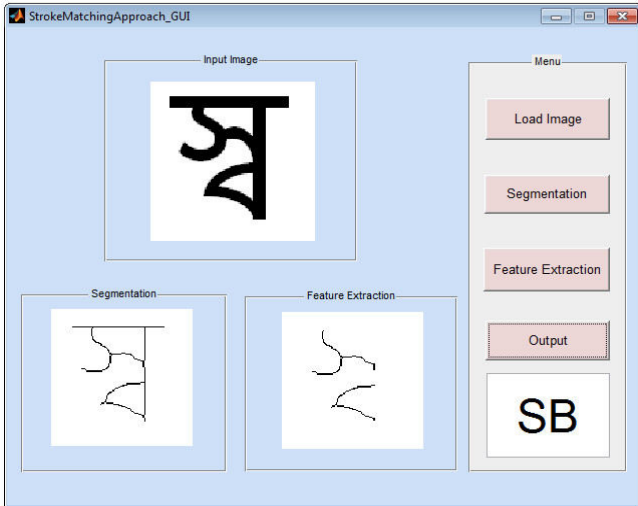 StrokeMatchingApproach_GUI
Input Image
স্ব
Menu
Load Image
Segmentation
Feature Extraction
Output
SB
Segmentation
Feature Extraction